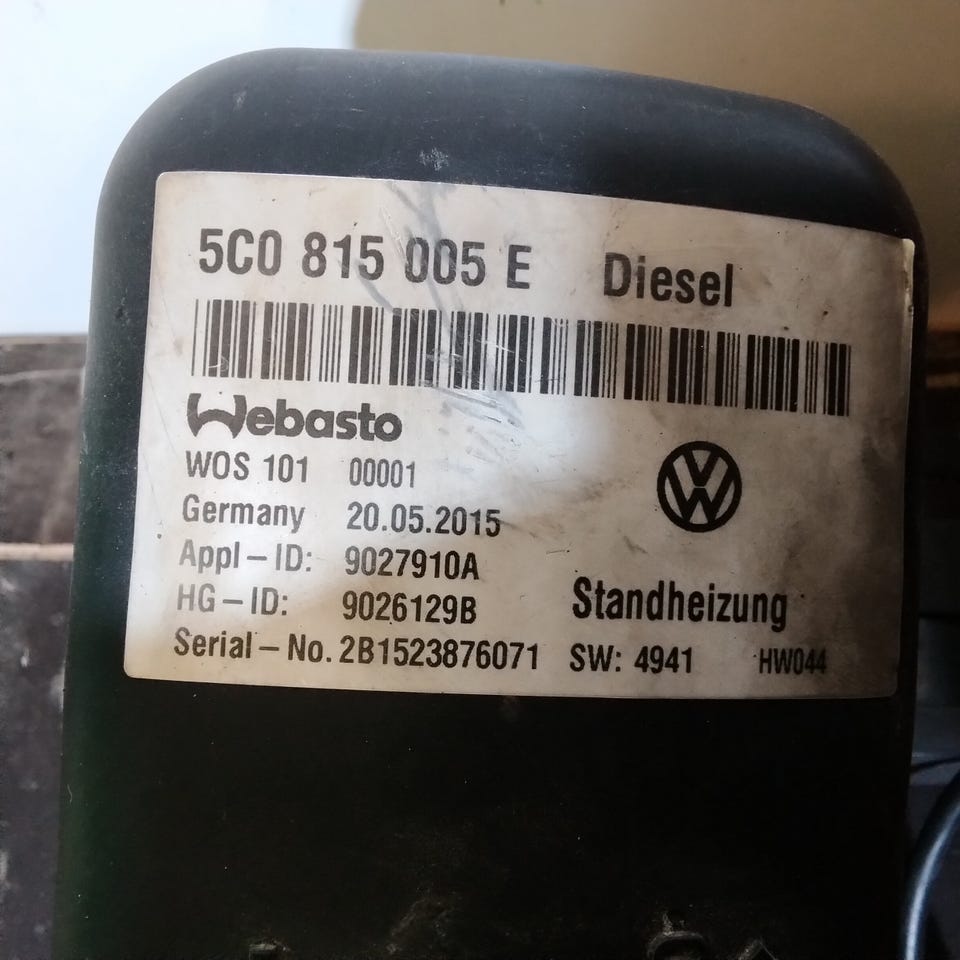 5C0 815 005 E Diesel
Webasto
WOS 101 00001
Germany 20.05.2015
Appl-ID: 9027910A
HG-ID: 9026129B
Standheizung
Serial-No. 2B1523876071 SW: 4941 HW044